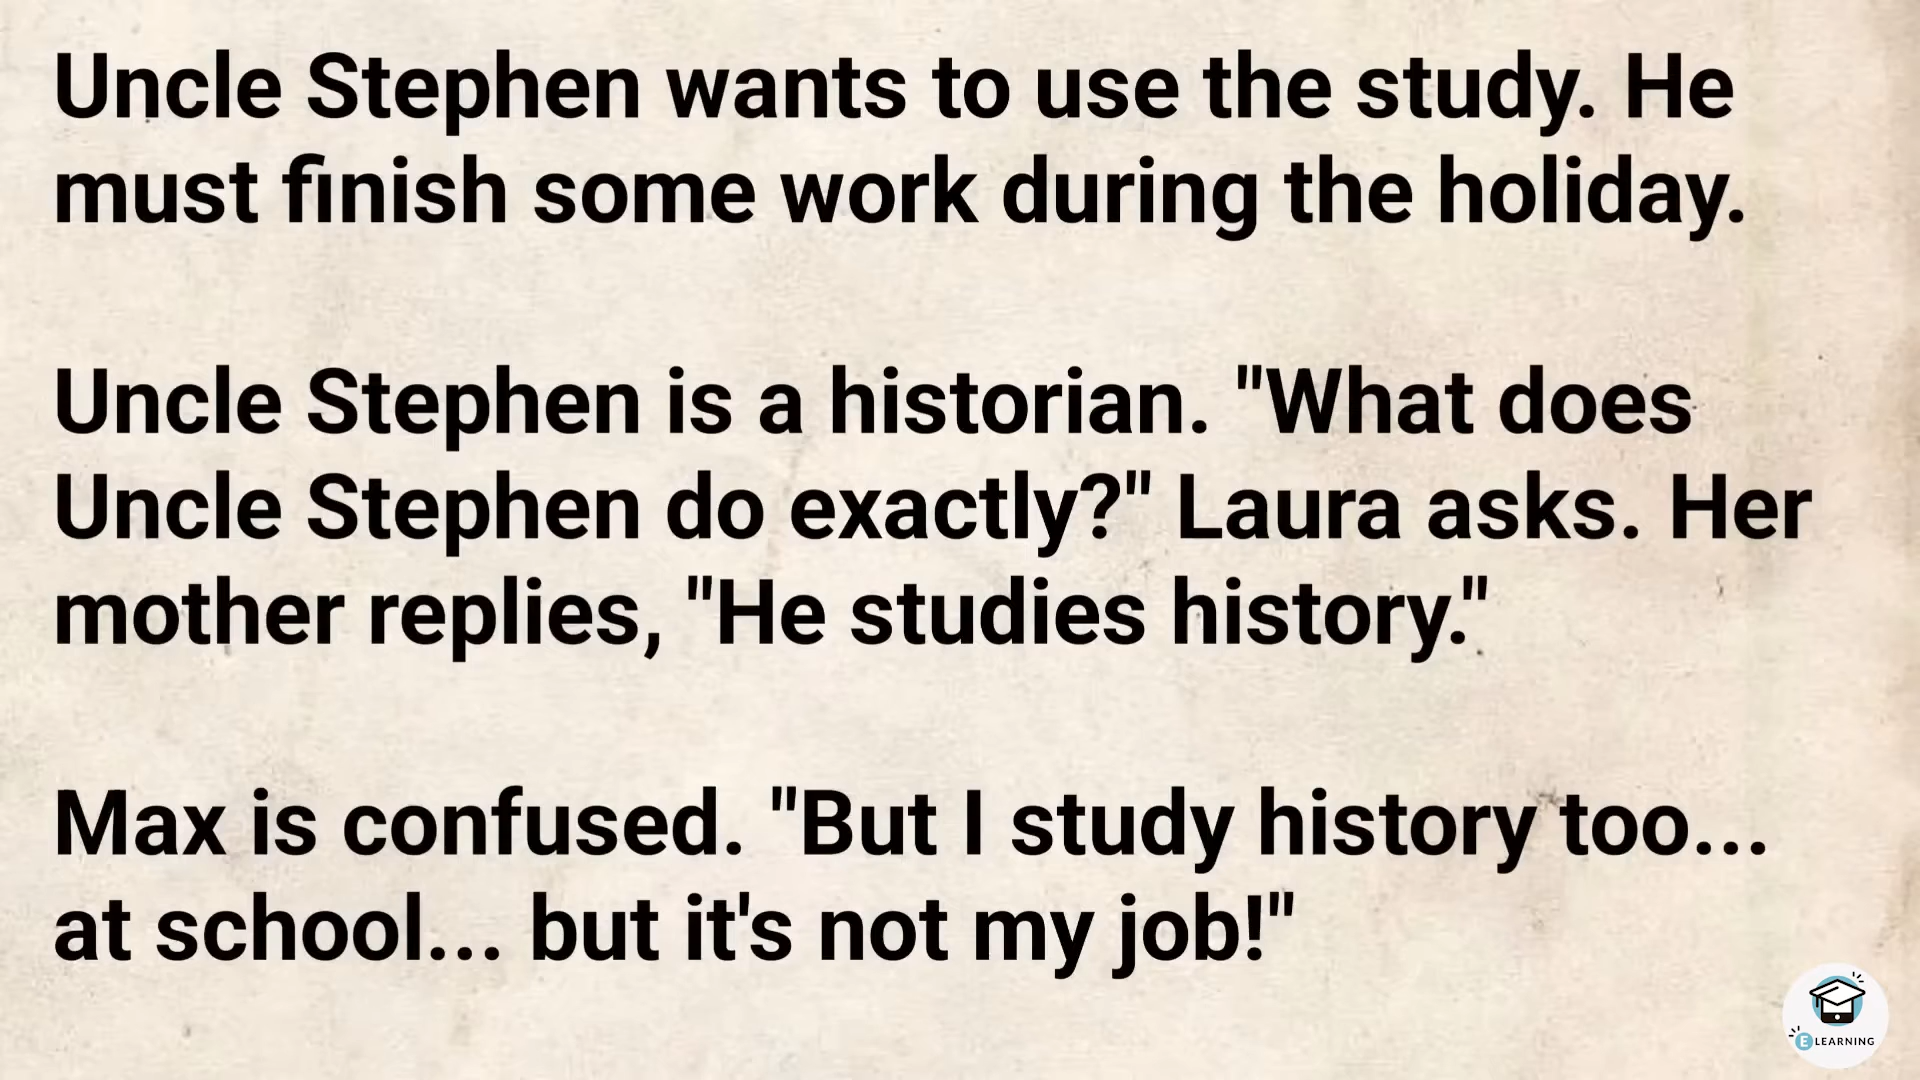 Uncle Stephen wants to use the study. He
must finish some work during the holiday.
Uncle Stephen is a historian. "What does
Uncle Stephen do exactly?" Laura asks. Her
mother replies, "He studies history."
Max is confused. "But I study history too...
at school... but it's not my job!"
E LEARNING